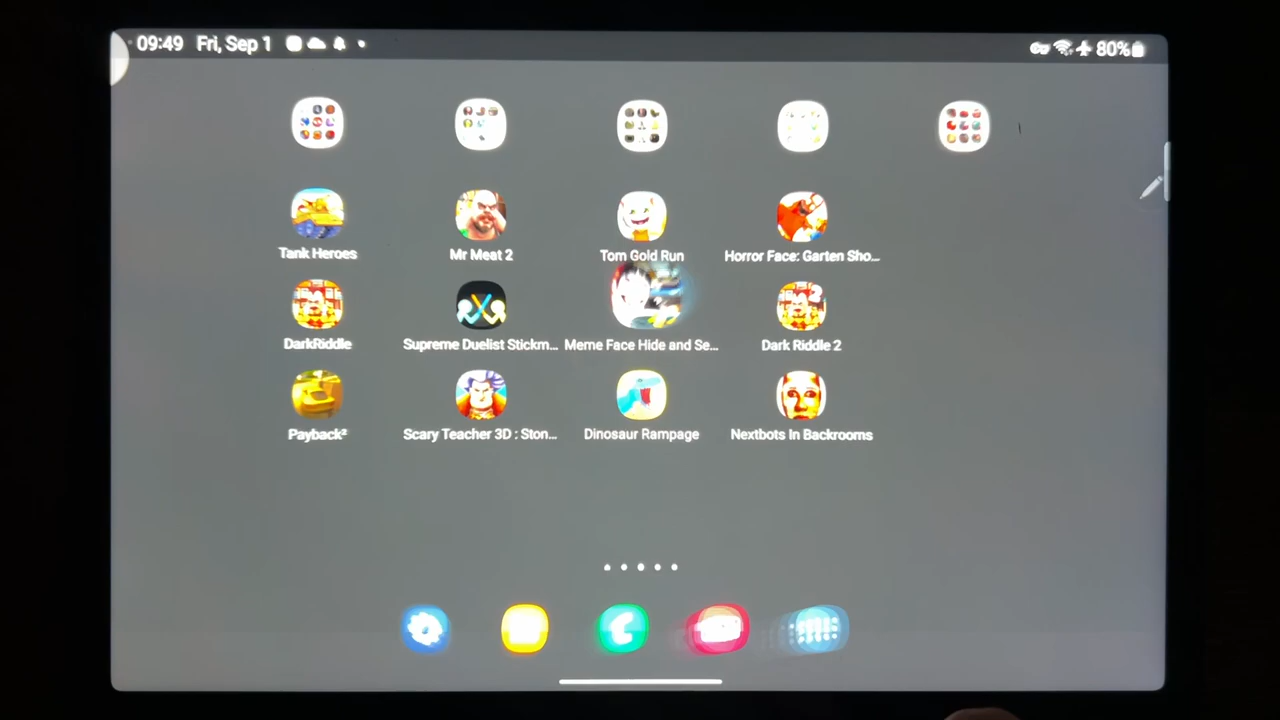 09:49 Fri, Sep 1
80%
Tank Heroes
Mr Meat 2
Tom Gold Run
Horror Face: Garten Sho...
DarkRiddle
Supreme Duelist Stickm...
Meme Face Hide and Se...
Dark Riddle 2
2
Payback²
Scary Teacher 3D : Ston...
Dinosaur Rampage
Nextbots In Backrooms